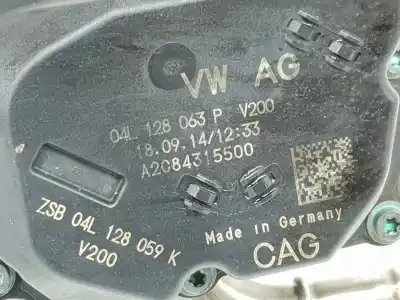 VW AG
04L 128 063 P V200
18.09.14/12:33
A2C84315500
ZSB 04L 128 059 K
V200
Made in Germany
CAG